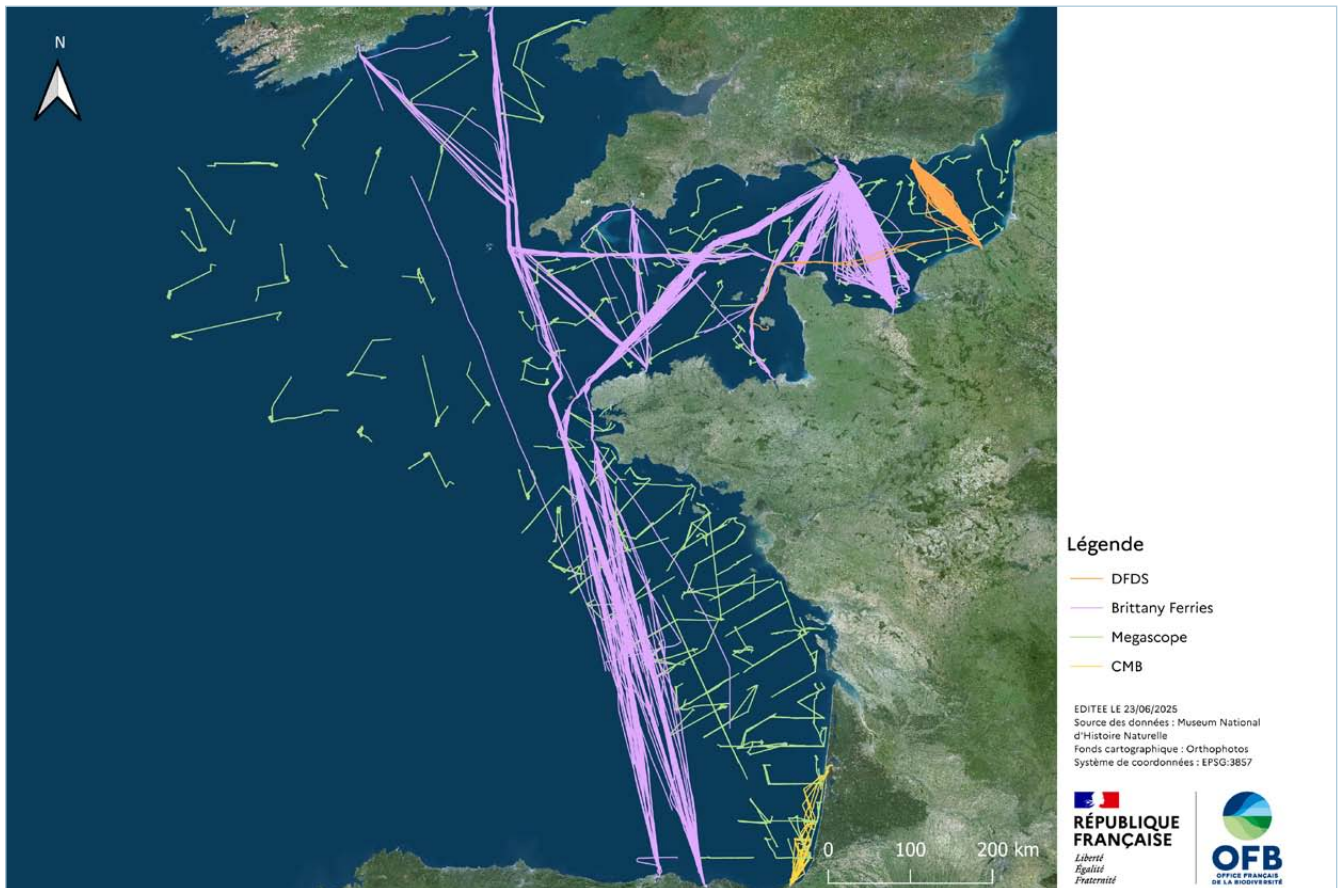 N
Légende
DFDS
Brittany Ferries
Megascope
CMB
EDITEE LE 23/06/2025
Source des données : Museum National
d'Histoire Naturelle
Fonds cartographique : Orthophotos
Système de coordonnées : EPSG:3857
0 100 200 km
RÉPUBLIQUE
FRANÇAISE
Liberté
Égalité
Fraternité
OFB
OFFICE FRANÇAIS
DE LA BIODIVERSITÉ